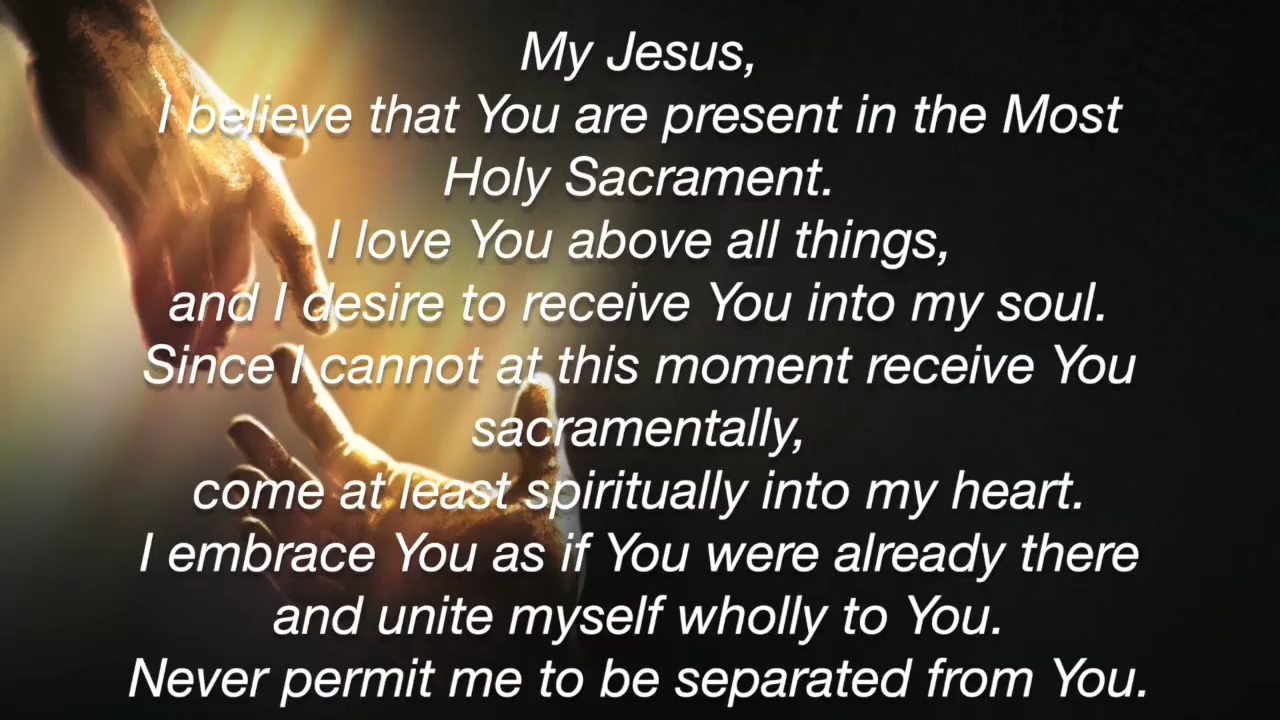 My Jesus,
I believe that You are present in the Most
Holy Sacrament.
I love You above all things,
and I desire to receive You into my soul.
Since I cannot at this moment receive You
sacramentally,
come at least spiritually into my heart.
I embrace You as if You were already there
and unite myself wholly to You.
Never permit me to be separated from You.